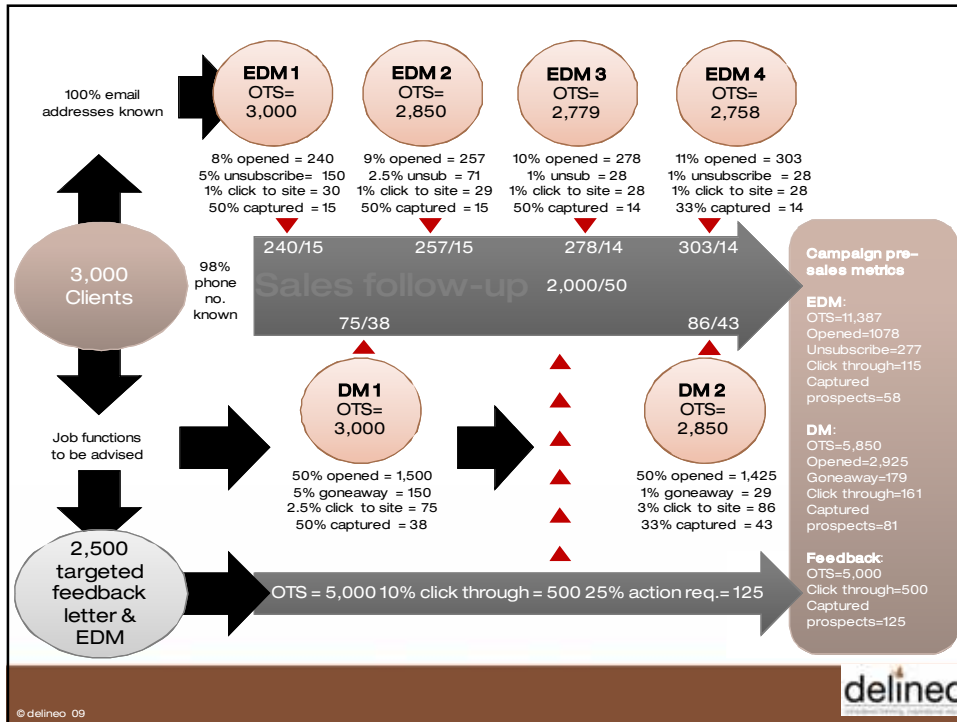 100% email
addresses known
EDM 1
OTS=
3,000
EDM 2
OTS=
2,850
EDM 3
OTS=
2,779
EDM 4
OTS=
2,758
8% opened = 240
5% unsubscribe= 150
1% click to site = 30
50% captured = 15
9% opened = 257
2.5% unsub = 71
1% click to site = 29
50% captured = 15
10% opened = 278
1% unsub = 28
1% click to site = 28
50% captured = 14
11% opened = 303
1% unsubscribe = 28
1% click to site = 28
33% captured = 14
3,000
Clients
98%
phone
no.
known
240/15
257/15
278/14
303/14
Sales follow-up
2,000/50
75/38
86/43
Job functions
to be advised
DM 1
OTS=
3,000
DM 2
OTS=
2,850
50% opened = 1,500
5% goneaway = 150
2.5% click to site = 75
50% captured = 38
50% opened = 1,425
1% goneaway = 29
3% click to site = 86
33% captured = 43
2,500
targeted
feedback
letter &
EDM
OTS = 5,000 10% click through = 500 25% action req.= 125
Campaign pre-
sales metrics
EDM:
OTS=11,387
Opened=1078
Unsubscribe=277
Click through=115
Captured
prospects=58
DM:
OTS=5,850
Opened=2,925
Goneaway=179
Click through=161
Captured
prospects=81
Feedback:
OTS=5,000
Click through=500
Captured
prospects=125
© delineo 09
delineo